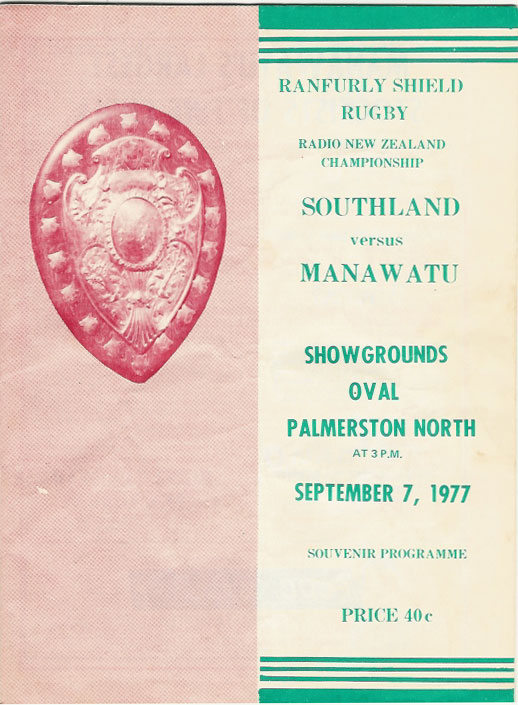 RANFURLY SHIELD
RUGBY
RADIO NEW ZEALAND
CHAMPIONSHIP
SOUTHLAND
versus
MANAWATU
SHOWGROUNDS
OVAL
PALMERSTON NORTH
AT 3 P.M.
SEPTEMBER 7, 1977
SOUVENIR PROGRAMME
PRICE 40c